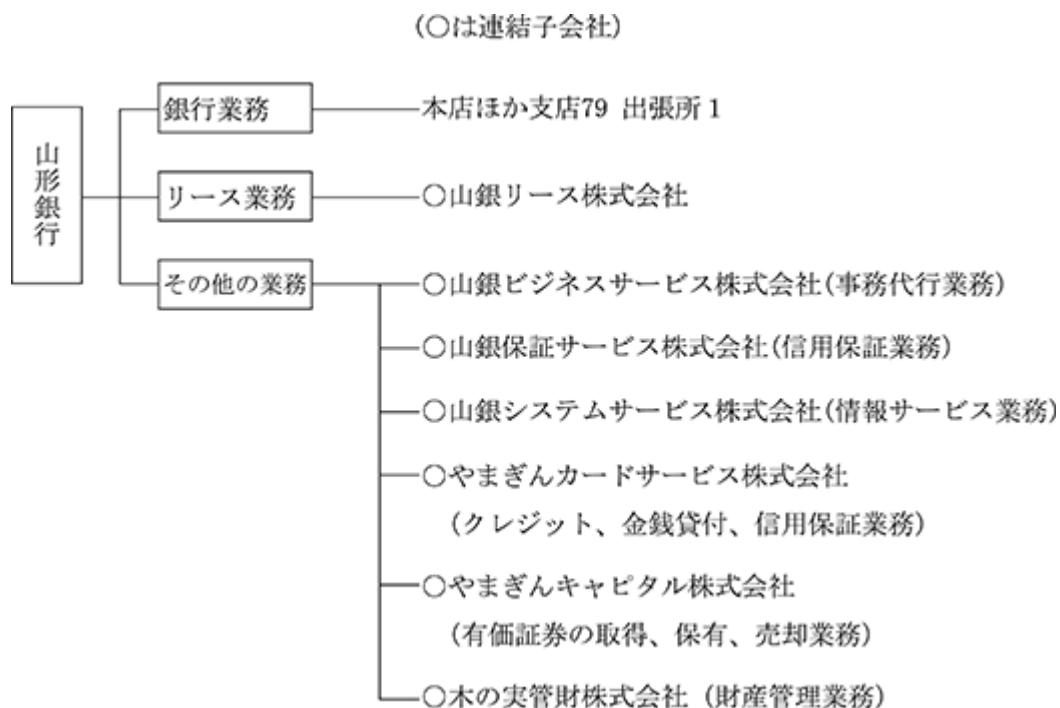 (○は連結子会社)
山形銀行
銀行業務
本店ほか支店79 出張所1
リース業務
○山銀リース株式会社
その他の業務
○山銀ビジネスサービス株式会社(事務代行業務)
○山銀保証サービス株式会社(信用保証業務)
○山銀システムサービス株式会社(情報サービス業務)
○やまぎんカードサービス株式会社
(クレジット、金銭貸付、信用保証業務)
○やまぎんキャピタル株式会社
(有価証券の取得、保有、売却業務)
○木の実管財株式会社 (財産管理業務)